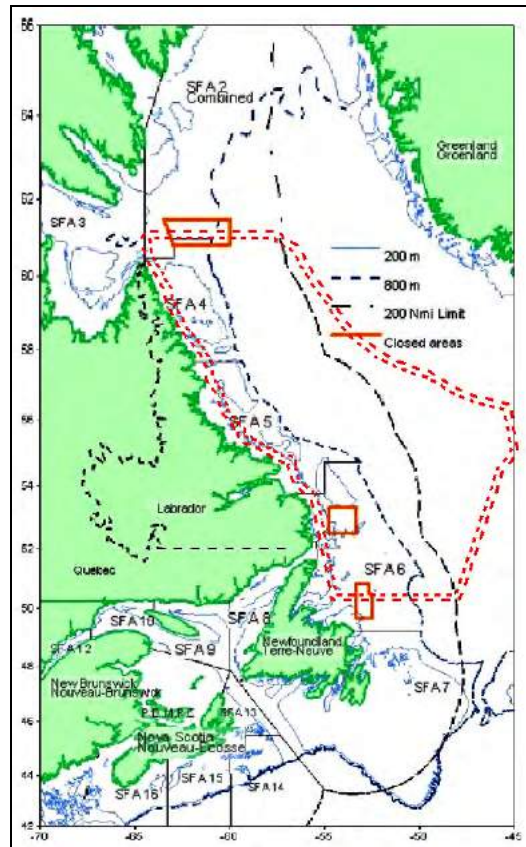 66
SFA 2
Combined
64
Greenland
Groenland
62
SFA 3
60
200 m
800 m
SFA 4
200 Nmi Limit
58
Closed areas
56
SFA 5
54
Labrador
52
SFA 6
Quebec
50
SFA 10
SFA 8
SFA 12
SFA 9
Newfoundland
Terre-Neuve
48
New Brunswick
Nouveau-Brunswick
SFA 7
SFA 13
46
Nova Scotia
Nouveau-Ecosse
44
SFA 16
SFA 15
SFA 14
42
-70
-65
-60
-55
-50
-45